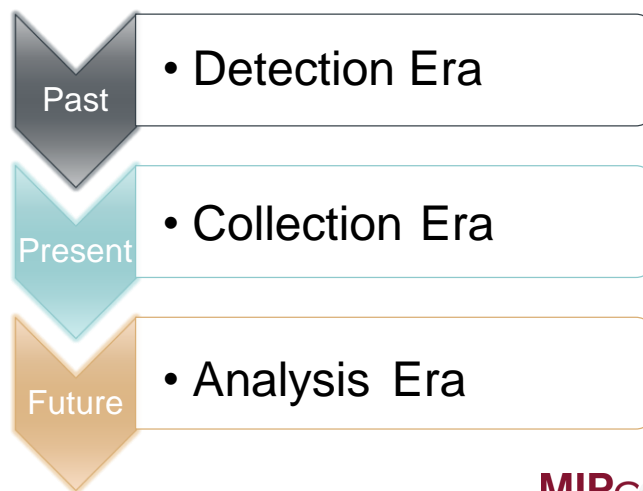 Past
• Detection Era
Present
• Collection Era
Future
• Analysis Era